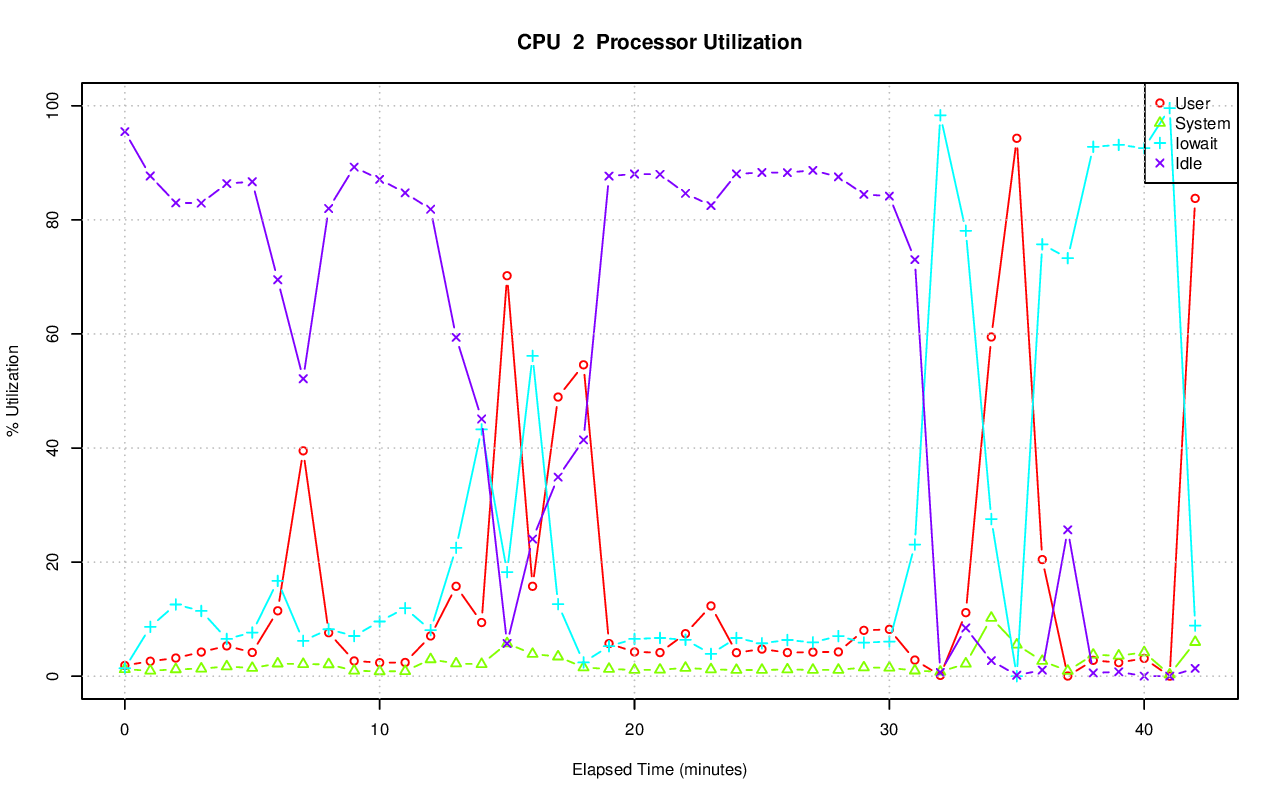 CPU  2  Processor Utilization
% Utilization
100
80
60
40
20
0
User
System
Iowait
Idle
0 10 20 30 40
Elapsed Time (minutes)